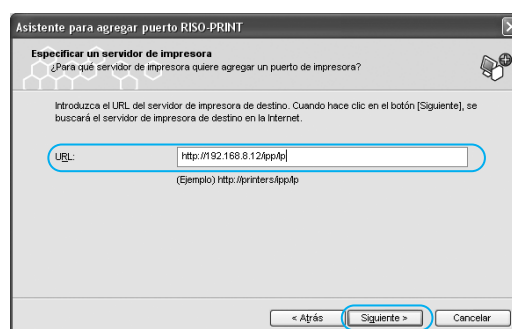 Asistente para agregar puerto RISO-PRINT
Especificar un servidor de impresora
¿Para qué servidor de impresora quiere agregar un puerto de impresora?
Introduzca el URL del servidor de impresora de destino. Cuando hace clic en el botón [Siguiente], se
buscará el servidor de impresora de destino en la Internet.
URL: http://192.168.8.12/ipp/lp
(Ejemplo) http://printers/ipp/lp
< Atrás Siguiente > Cancelar